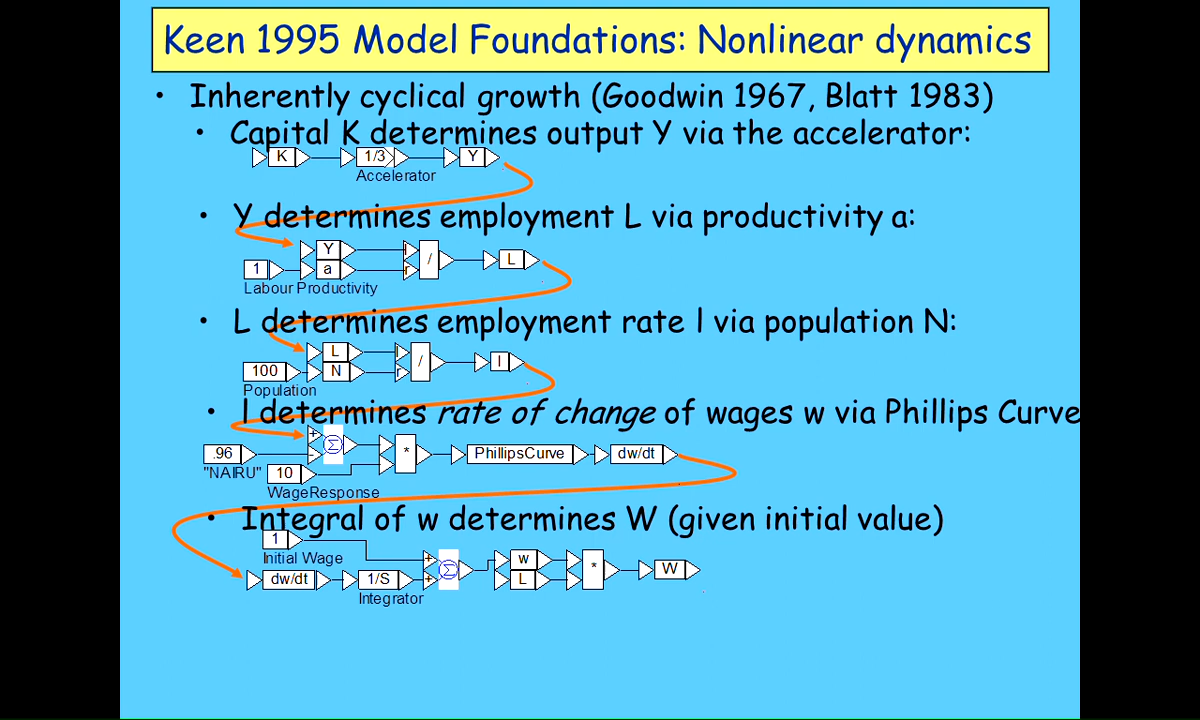 Keen 1995 Model Foundations: Nonlinear dynamics
• Inherently cyclical growth (Goodwin 1967, Blatt 1983)
• Capital K determines output Y via the accelerator:
K 1/3 Y
Accelerator
• Y determines employment L via productivity a:
Y l / L
1 a r
Labour Productivity
• L determines employment rate l via population N:
L l / l
100 N r
Population
• l determines rate of change of wages w via Phillips Curve
+ Σ
.96 - * PhillipsCurve dw/dt
"NAIRU" 10
WageResponse
• Integral of w determines W (given initial value)
1
Initial Wage + Σ w * W
dw/dt 1/S + L
Integrator